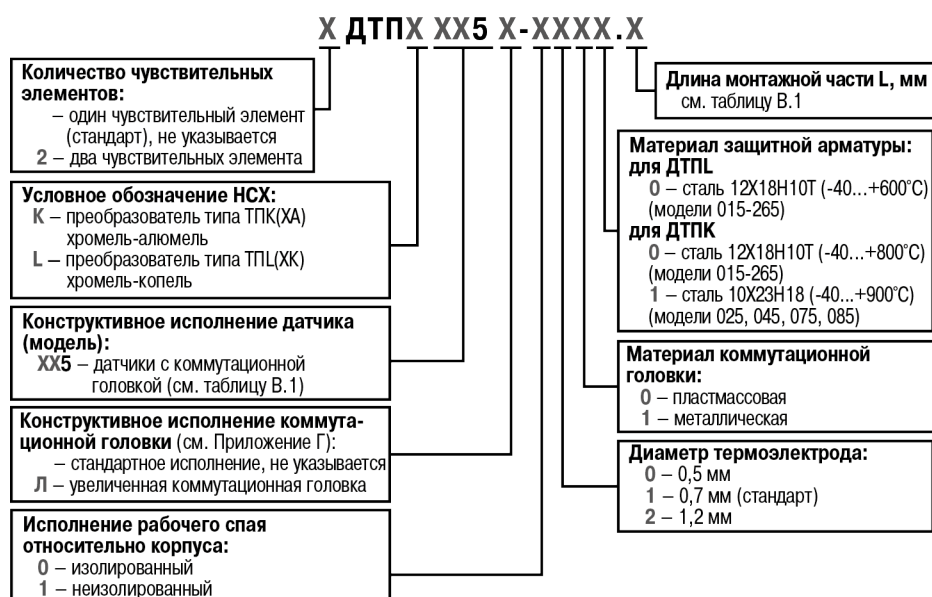 Х ДТПХ ХХ5 Х-ХХХХ.Х
Количество чувствительных
элементов:
– один чувствительный элемент
(стандарт), не указывается
2 – два чувствительных элемента
Условное обозначение НСХ:
К – преобразователь типа ТПК(ХА)
хромель-алюмель
L – преобразователь типа ТПL(ХК)
хромель-копель
Конструктивное исполнение датчика
(модель):
ХХ5 – датчики с коммутационной
головкой (см. таблицу В.1)
Конструктивное исполнение коммута-
ционной головки (см. Приложение Г):
– стандартное исполнение, не указывается
Л – увеличенная коммутационная головка
Исполнение рабочего спая
относительно корпуса:
0 – изолированный
1 – неизолированный
Длина монтажной части L, мм
см. таблицу В.1
Материал защитной арматуры:
для ДТПL
0 – сталь 12Х18Н10Т (-40...+600°С)
(модели 015-265)
для ДТПК
0 – сталь 12Х18Н10Т (-40...+800°С)
(модели 015-265)
1 – сталь 10Х23Н18 (-40...+900°С)
(модели 025, 045, 075, 085)
Материал коммутационной
головки:
0 – пластмассовая
1 – металлическая
Диаметр термоэлектрода:
0 – 0,5 мм
1 – 0,7 мм (стандарт)
2 – 1,2 мм